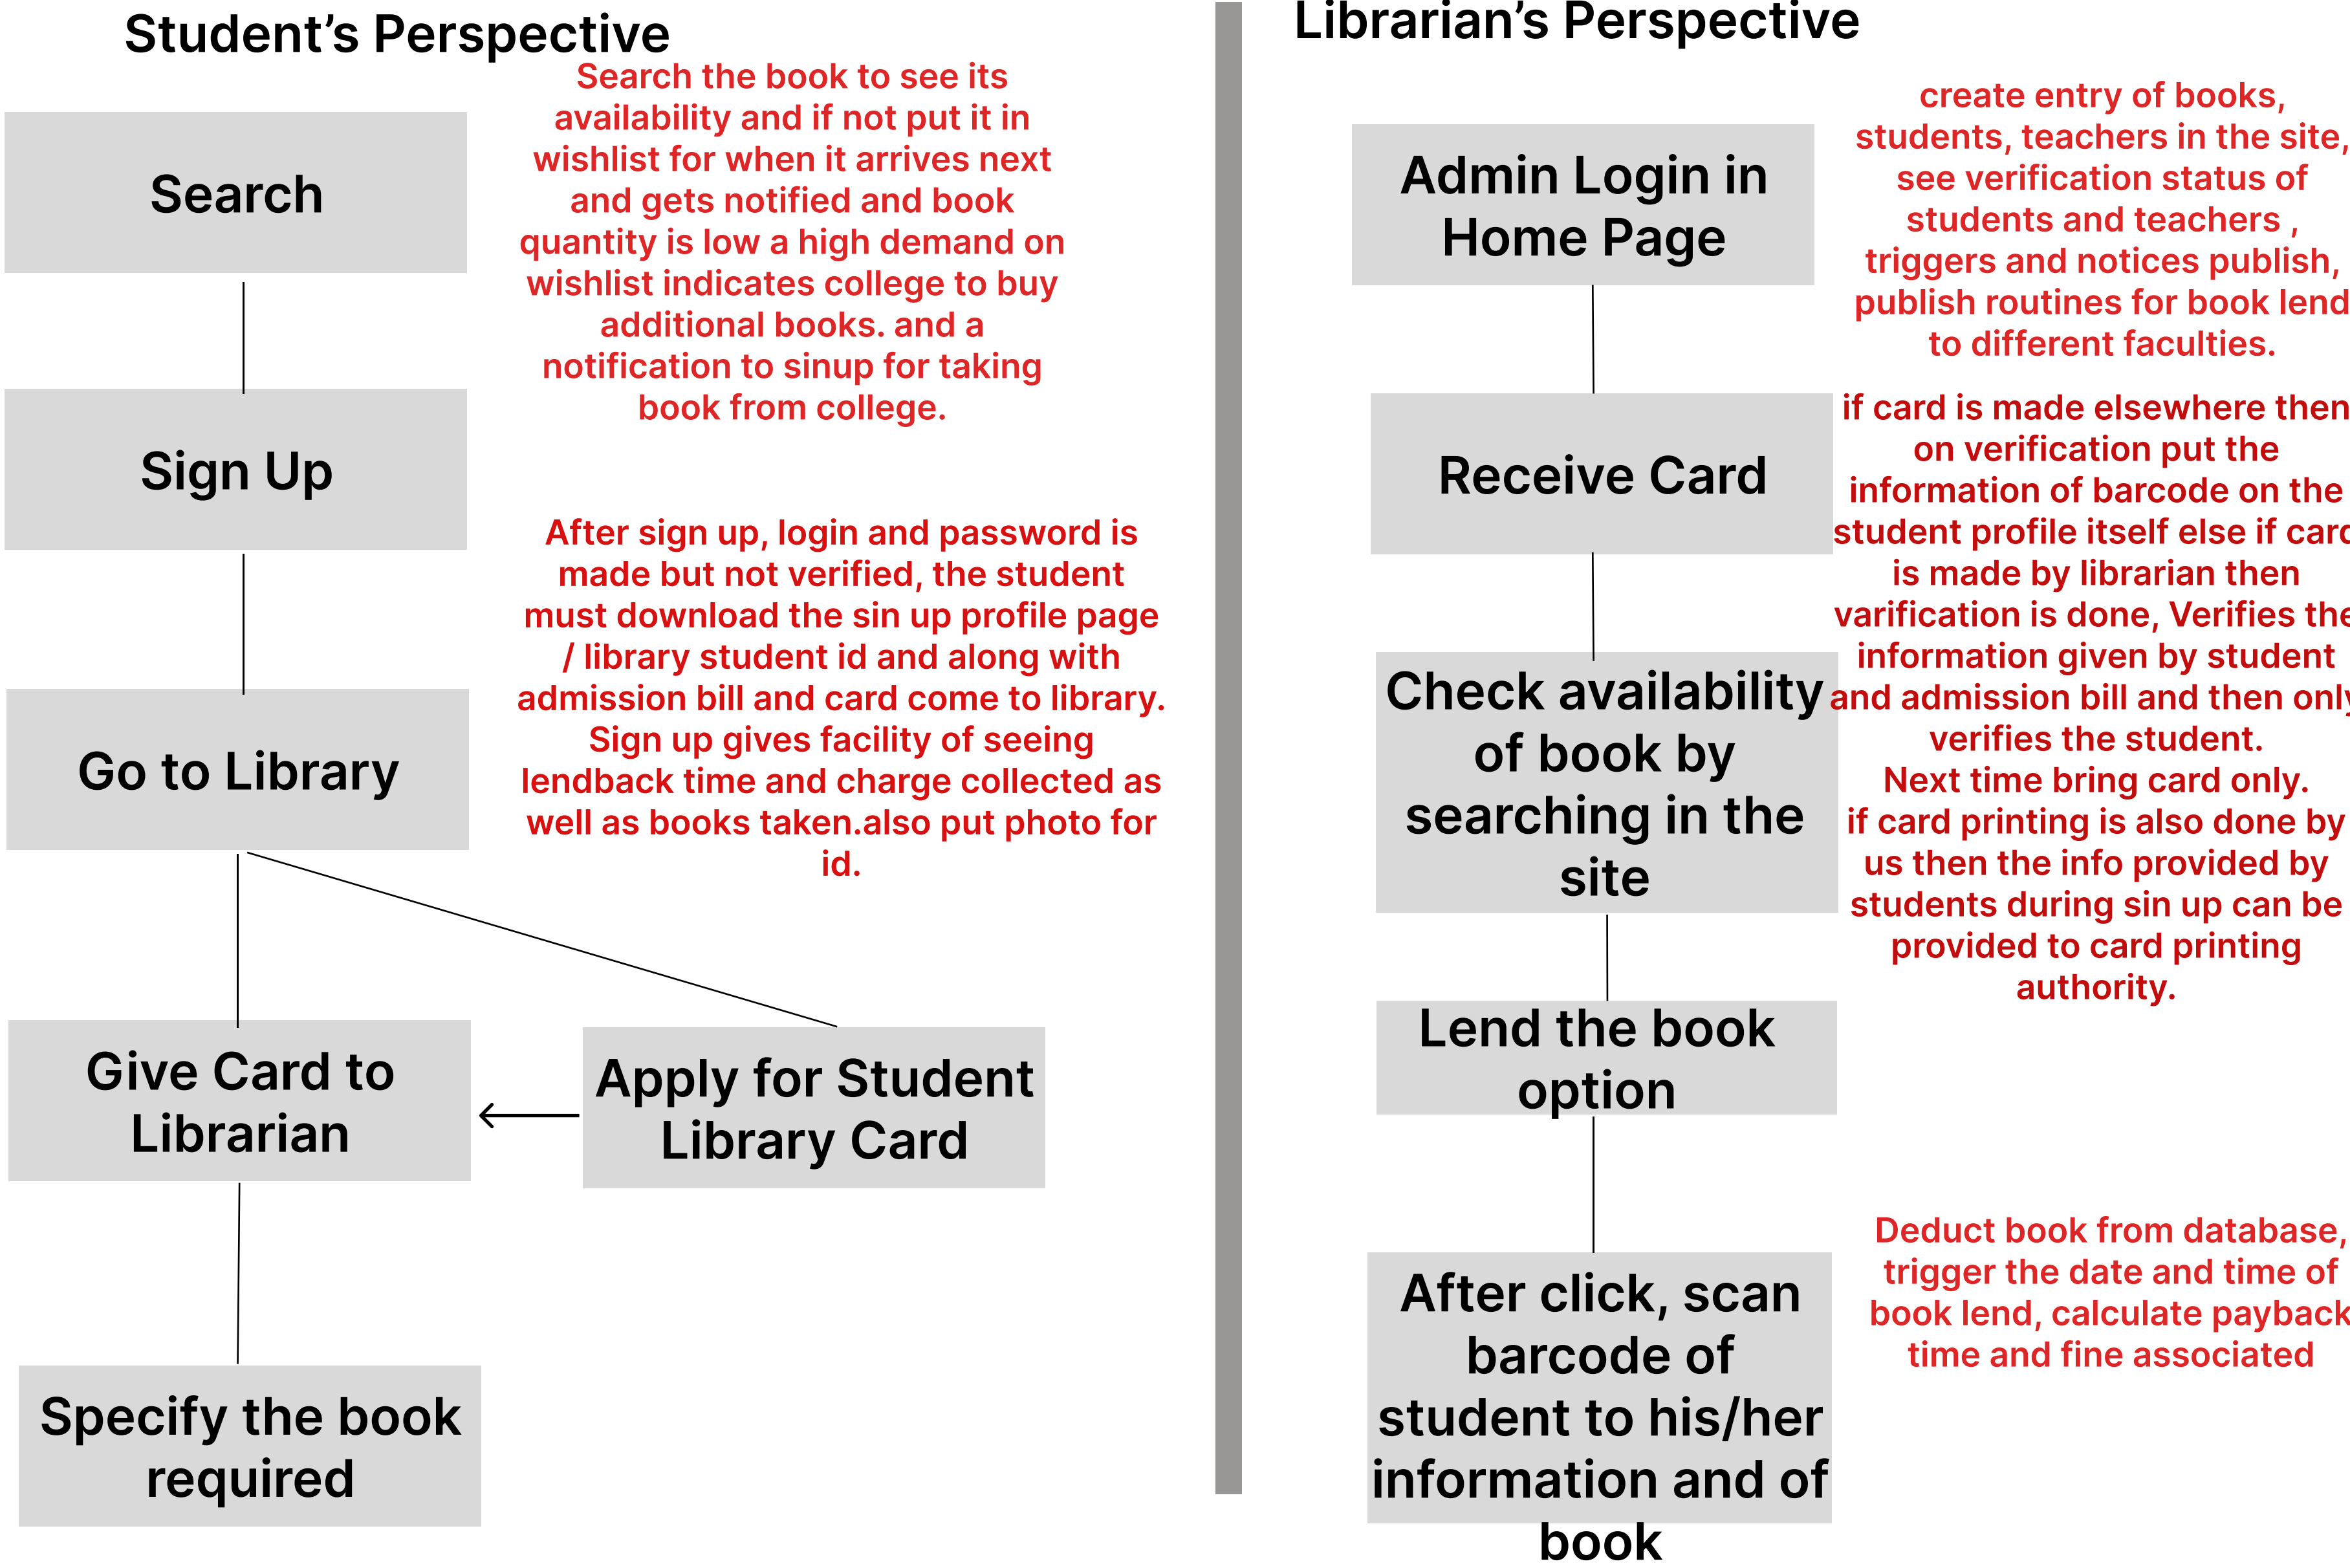 Student’s Perspective
Search the book to see its
availability and if not put it in
wishlist for when it arrives next
and gets notified and book
quantity is low a high demand on
wishlist indicates college to buy
additional books. and a
notification to sinup for taking
book from college.
Search
Sign Up
After sign up, login and password is
made but not verified, the student
must download the sin up profile page
/ library student id and along with
admission bill and card come to library.
Sign up gives facility of seeing
lendback time and charge collected as
well as books taken.also put photo for
id.
Go to Library
Give Card to
Librarian
Apply for Student
Library Card
Specify the book
required
Librarian’s Perspective
create entry of books,
students, teachers in the site,
see verification status of
students and teachers ,
triggers and notices publish,
publish routines for book lend
to different faculties.
Admin Login in
Home Page
Receive Card
if card is made elsewhere then
on verification put the
information of barcode on the
student profile itself else if card
is made by librarian then
varification is done, Verifies the
information given by student
and admission bill and then only
verifies the student.
Next time bring card only.
if card printing is also done by
us then the info provided by
students during sin up can be
provided to card printing
authority.
Check availability
of book by
searching in the
site
Lend the book
option
Deduct book from database,
trigger the date and time of
book lend, calculate payback
time and fine associated
After click, scan
barcode of
student to his/her
information and of
book